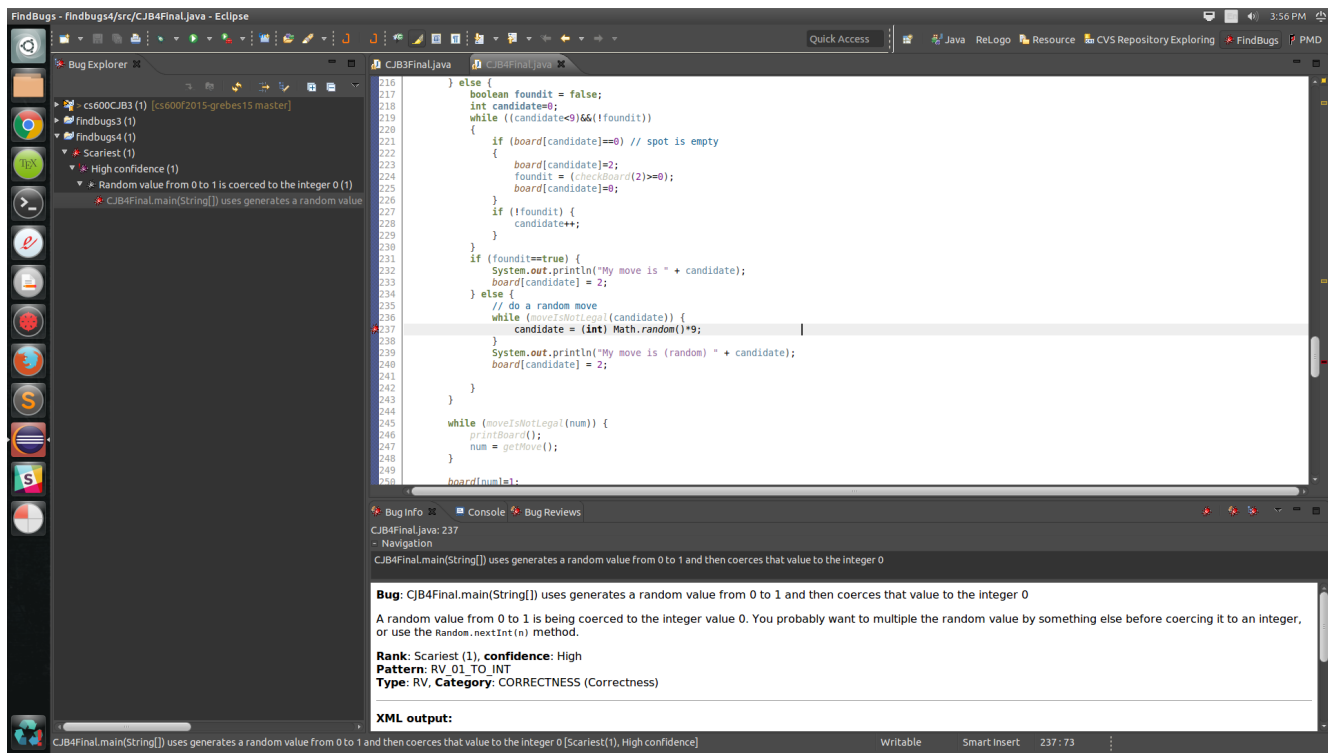 FindBugs - findbugs4/src/CJB4Final.java - Eclipse
3:56 PM
Quick Access
Java ReLogo Resource CVS Repository Exploring FindBugs PMD
Bug Explorer
> cs600CJB3 (1) [cs600f2015-grebes15 master]
findbugs3 (1)
findbugs4 (1)
Scariest (1)
High confidence (1)
Random value from 0 to 1 is coerced to the integer 0 (1)
CJB4Final.main(String[]) uses generates a random value
CJB3Final.java CJB4Final.java
216 } else {
217 boolean foundit = false;
218 int candidate=0;
219 while ((candidate<9)&&(!foundit))
220 {
221 if (board[candidate]==0) // spot is empty
222 {
223 board[candidate]=2;
224 foundit = (checkBoard(2)>=0);
225 board[candidate]=0;
226 }
227 if (!foundit) {
228 candidate++;
229 }
230 }
231 if (foundit==true) {
232 System.out.println("My move is " + candidate);
233 board[candidate] = 2;
234 } else {
235 // do a random move
236 while (moveIsNotLegal(candidate)) {
237 candidate = (int) Math.random()*9;
238 }
239 System.out.println("My move is (random) " + candidate);
240 board[candidate] = 2;
241
242 }
243 }
244
245 while (moveIsNotLegal(num)) {
246 printBoard();
247 num = getMove();
248 }
249
250 board[num]=1;
Bug Info Console Bug Reviews
CJB4Final.java: 237
- Navigation
CJB4Final.main(String[]) uses generates a random value from 0 to 1 and then coerces that value to the integer 0
Bug: CJB4Final.main(String[]) uses generates a random value from 0 to 1 and then coerces that value to the integer 0
A random value from 0 to 1 is being coerced to the integer value 0. You probably want to multiple the random value by something else before coercing it to an integer,
or use the Random.nextInt(n) method.
Rank: Scariest (1), confidence: High
Pattern: RV_01_TO_INT
Type: RV, Category: CORRECTNESS (Correctness)
XML output:
CJB4Final.main(String[]) uses generates a random value from 0 to 1 and then coerces that value to the integer 0 [Scariest(1), High confidence]
Writable Smart Insert 237 : 73